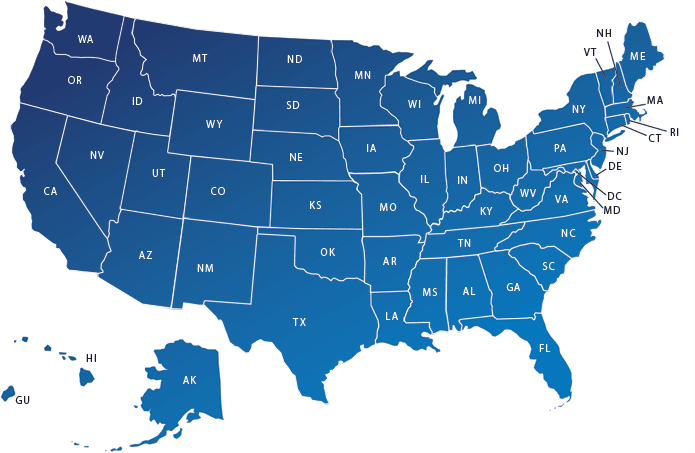 NH
WA
VT
ME
MT
ND
MN
OR
WI
MI
MA
ID
SD
NY
WY
RI
CT
IA
PA
NJ
NV
NE
OH
DE
UT
IL
IN
CO
WV
DC
CA
KS
MO
VA
MD
KY
NC
TN
OK
AZ
AR
NM
SC
GA
MS
AL
LA
TX
FL
HI
AK
GU